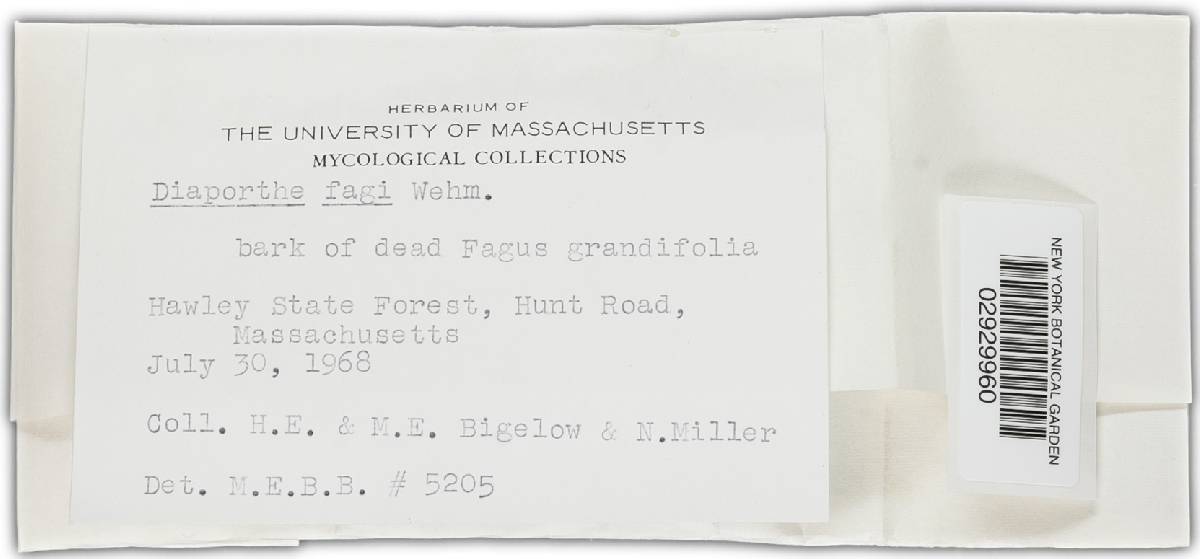 HERBARIUM OF
THE UNIVERSITY OF MASSACHUSETTS
MYCOLOGICAL COLLECTIONS
Diaporthe fagi Wehm.
bark of dead Fagus grandifolia
Hawley State Forest, Hunt Road,
Massachusetts
July 30, 1968
Coll. H.E. & M.E. Bigelow & N.Miller
Det. M.E.B.B. # 5205
NEW YORK BOTANICAL GARDEN
02929960